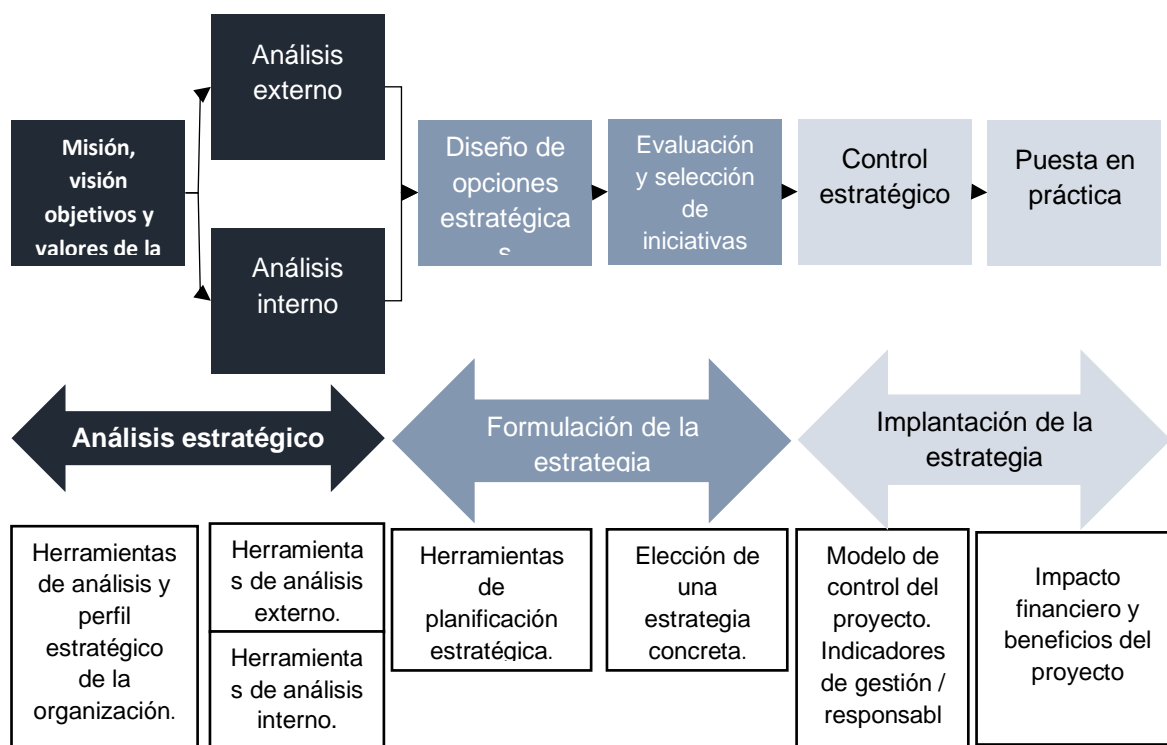 Análisis
externo
Misión,
visión
objetivos y
valores de la
Análisis
interno
Diseño de
opciones
estratégica
s
Evaluación
y selección
de
iniciativas
Control
estratégico
Puesta en
práctica
Análisis estratégico
Formulación de la
estrategia
Implantación de la
estrategia
Herramientas
de análisis y
perfil
estratégico
de la
organización.
Herramienta
s de análisis
externo.
Herramienta
s de análisis
interno.
Herramientas
de
planificación
estratégica.
Elección de
una
estrategia
concreta.
Modelo de
control del
proyecto.
Indicadores
de gestión /
responsabl
Impacto
financiero y
beneficios del
proyecto